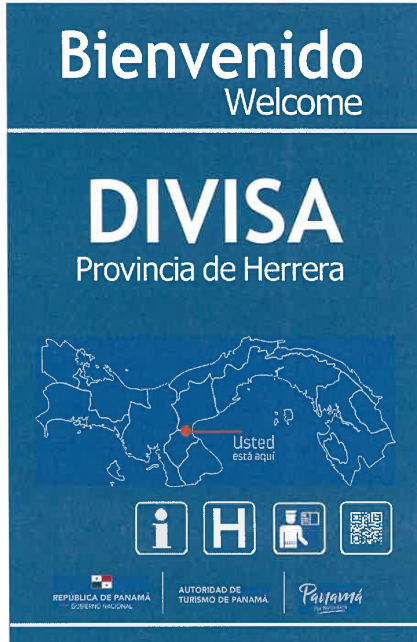 Bienvenido
Welcome
DIVISA
Provincia de Herrera
Usted
está aquí
i
H
REPÚBLICA DE PANAMÁ
GOBIERNO NACIONAL
AUTORIDAD DE
TURISMO DE PANAMÁ
Panamá